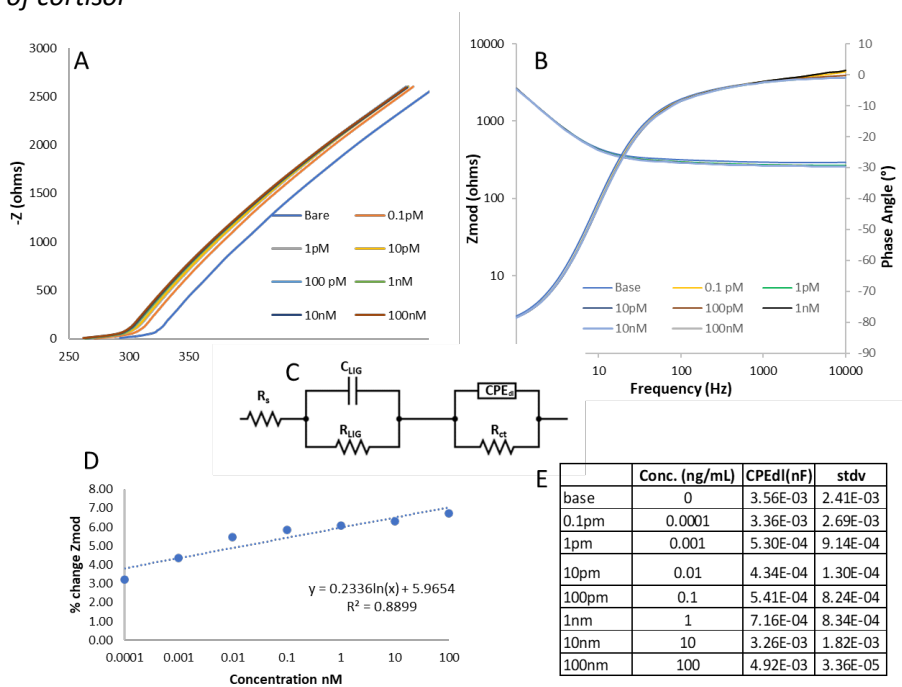 of cortisol
A
3000
2500
2000
1500
1000
500
0
-Z (ohms)
250 300 350
Bare 0.1pM
1pM 10pM
100 pM 1nM
10nM 100nM
B
10000
1000
100
10
Zmod (ohms)
10
0
-10
-20
-30
-40
-50
-60
-70
-80
-90
Phase Angle (°)
Base 0.1 pM 1pM
10pM 100pM 1nM
10nM 100nM
10 100 1000 10000
Frequency (Hz)
C
Rs
CLIG
RLIG
CPEdl
Rct
D
8.00
7.00
6.00
5.00
4.00
3.00
2.00
1.00
0.00
% change Zmod
y = 0.2336ln(x) + 5.9654
R² = 0.8899
0.0001 0.001 0.01 0.1 1 10 100
Concentration nM
E
Conc. (ng/mL) CPEdl(nF) stdv
base 0 3.56E-03 2.41E-03
0.1pm 0.0001 3.36E-03 2.69E-03
1pm 0.001 5.30E-04 9.14E-04
10pm 0.01 4.34E-04 1.30E-04
100pm 0.1 5.41E-04 8.24E-04
1nm 1 7.16E-04 8.34E-04
10nm 10 3.26E-03 1.82E-03
100nm 100 4.92E-03 3.36E-05